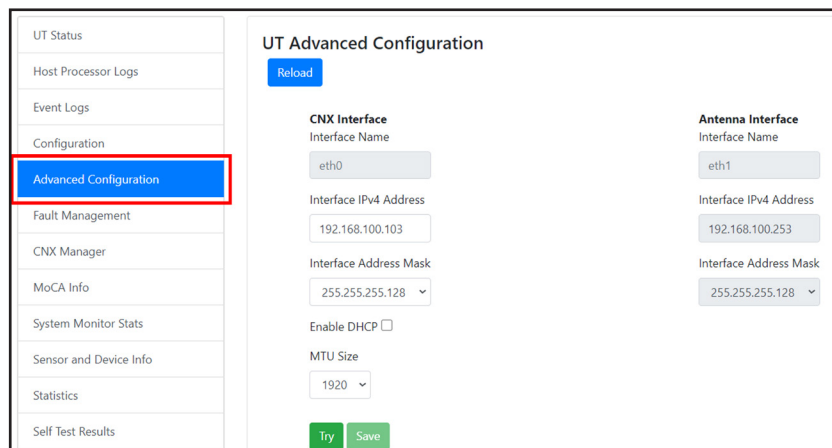 UT Status
Host Processor Logs
Event Logs
Configuration
Advanced Configuration
Fault Management
CNX Manager
MoCA Info
System Monitor Stats
Sensor and Device Info
Statistics
Self Test Results
UT Advanced Configuration
Reload
CNX Interface
Interface Name
eth0
Interface IPv4 Address
192.168.100.103
Interface Address Mask
255.255.255.128
Enable DHCP
MTU Size
1920
Try Save
Antenna Interface
Interface Name
eth1
Interface IPv4 Address
192.168.100.253
Interface Address Mask
255.255.255.128